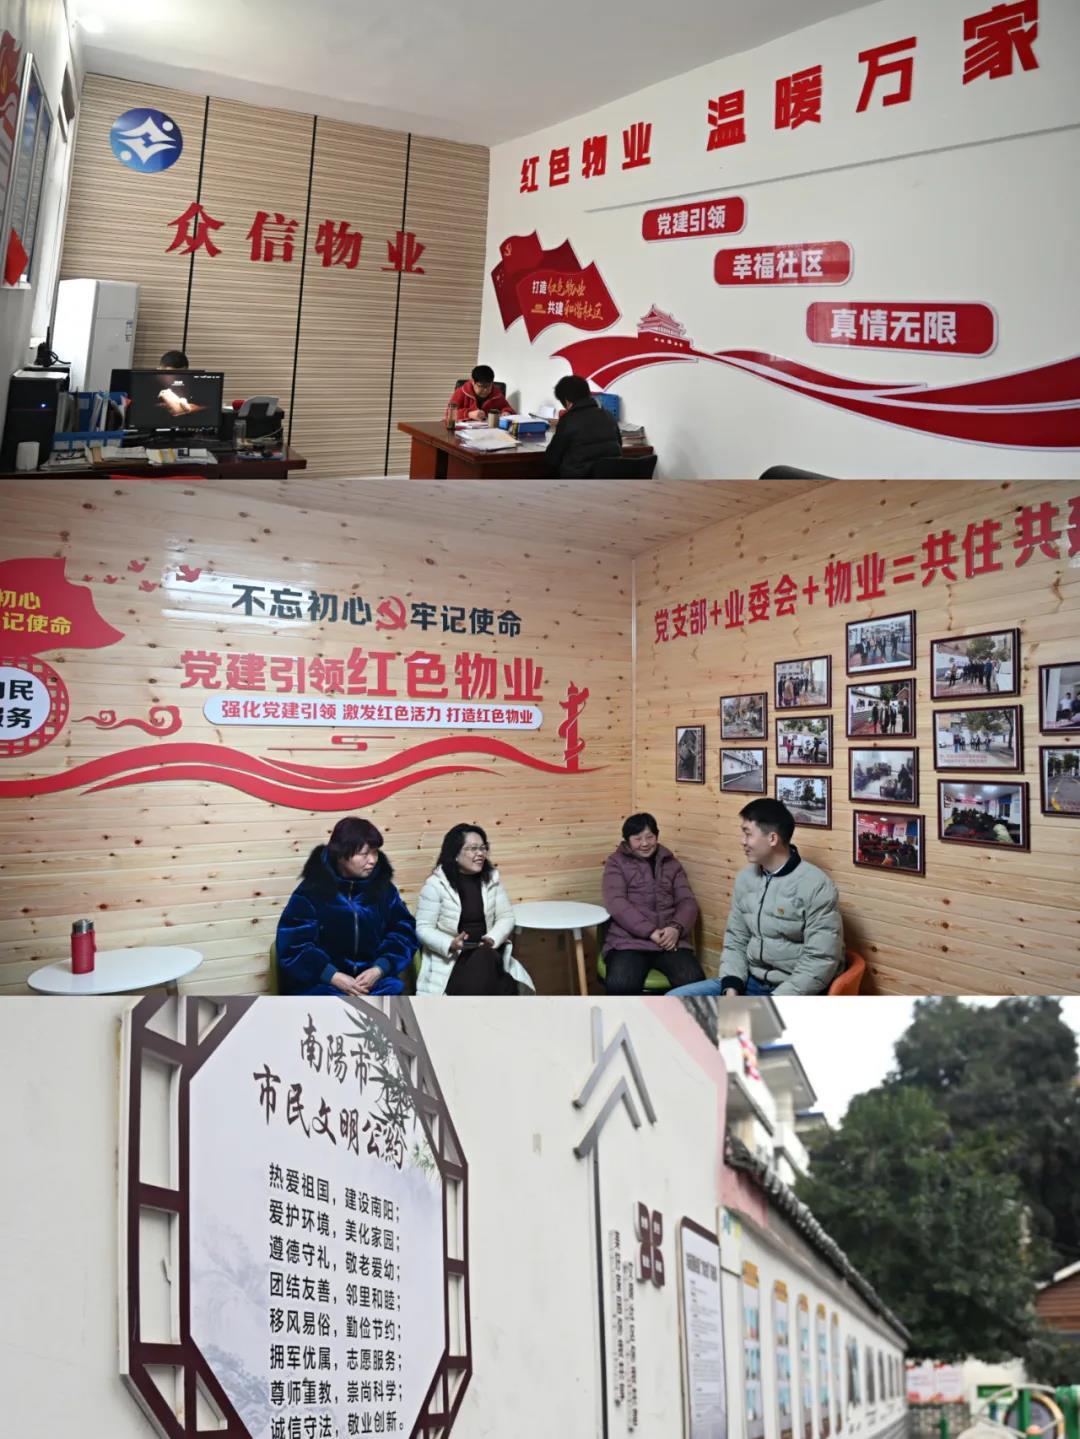 众信物业
红色物业 温暖万家
党建引领
幸福社区
真情无限
打造红色物业
共建和谐社区
初心
记使命
民
服务
不忘初心 牢记使命
党建引领红色物业
强化党建引领 激发红色活力 打造红色物业
党支部+业委会+物业=共住共建
南陽市
市民文明公約
热爱祖国，建设南阳；
爱护环境，美化家园；
遵德守礼，敬老爱幼；
团结友善，邻里和睦；
移风易俗，勤俭节约；
拥军优属，志愿服务；
尊师重教，崇尚科学；
诚信守法，敬业创新。